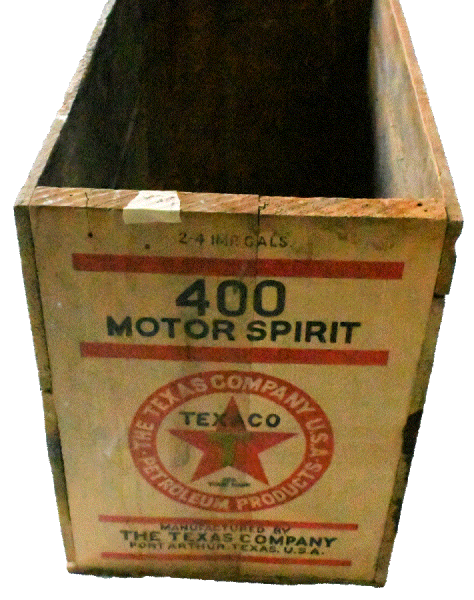 2-4 IMP. GALS.
400
MOTOR SPIRIT
THE TEXAS COMPANY U.S.A.
TEXACO
PETROLEUM PRODUCTS
MANUFACTURED BY
THE TEXAS COMPANY
PORT ARTHUR, TEXAS, U.S.A.